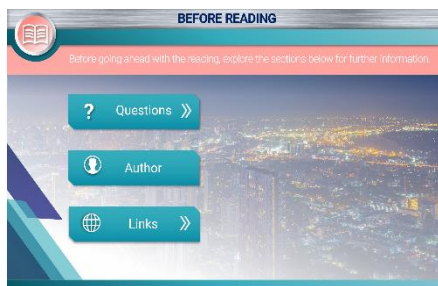 BEFORE READING
Before going ahead with the reading, explore the sections below for further information.
? Questions
Author
Links